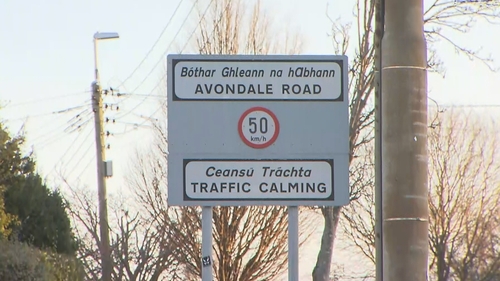 Bóthar Ghleann na hAbhann
AVONDALE ROAD
50
km/h
Ceansú Tráchta
TRAFFIC CALMING